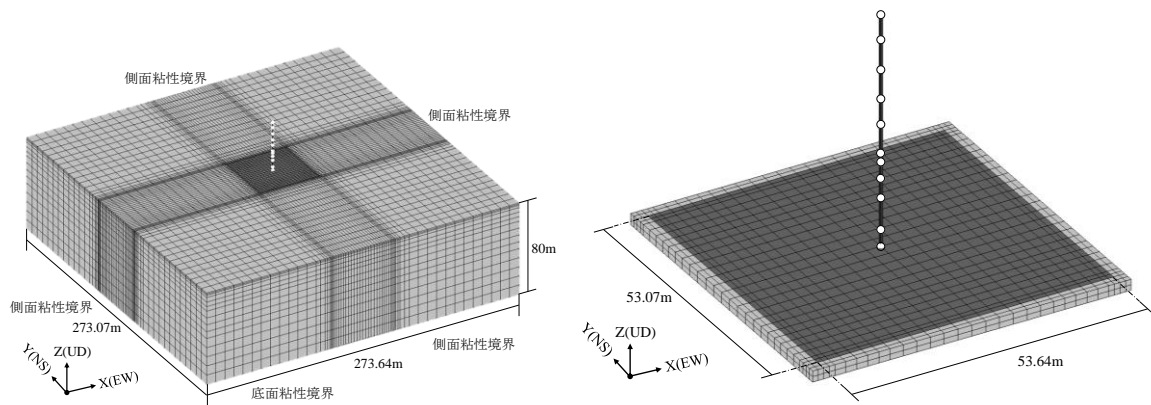 側面粘性境界
側面粘性境界
80m
側面粘性境界
273.07m
Y(NS)
Z(UD)
X(EW)
273.64m
側面粘性境界
底面粘性境界
53.07m
Y(NS)
Z(UD)
X(EW)
53.64m